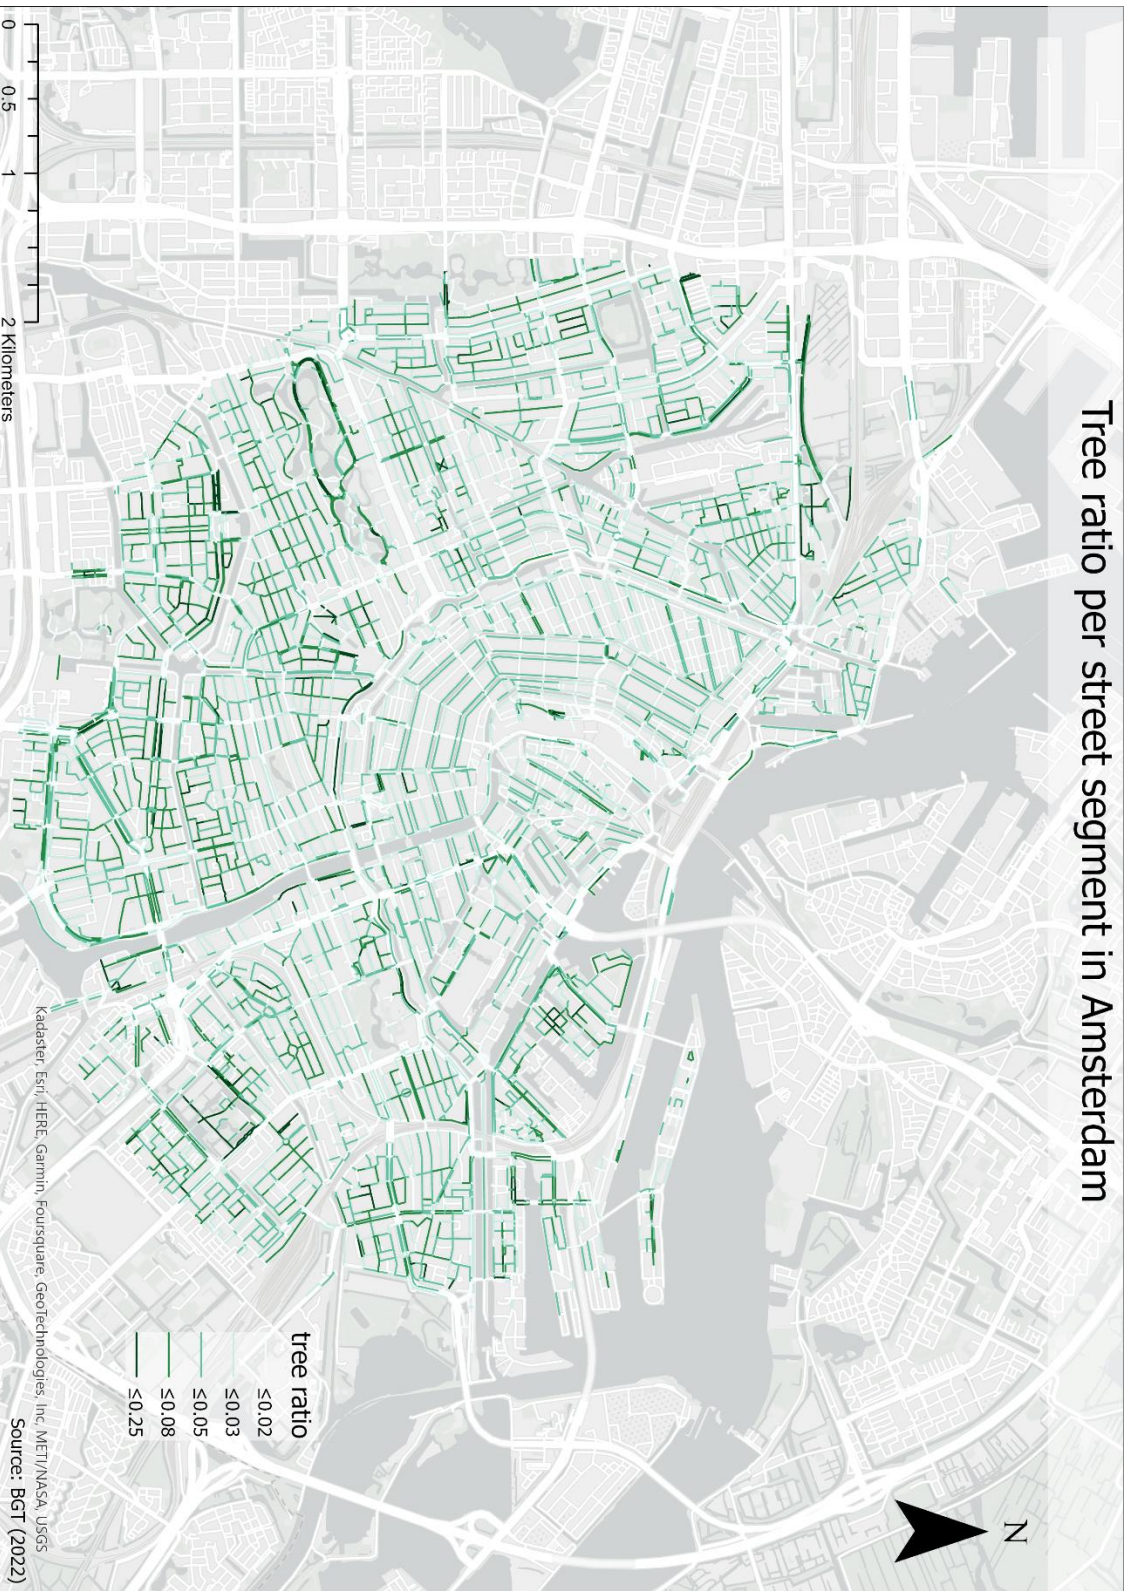 Tree ratio per street segment in Amsterdam
N
tree ratio
≤0.02
≤0.03
≤0.05
≤0.08
≤0.25
0 0.5 1 2 Kilometers
Kadaster, Esri, HERE, Garmin, Foursquare, GeoTechnologies, Inc, METI/NASA, USGS
Source: BGT (2022)